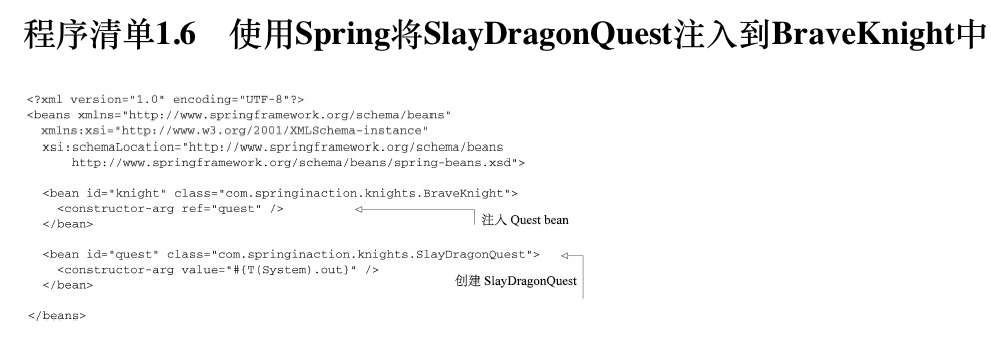 程序清单1.6 使用Spring将SlayDragonQuest注入到BraveKnight中
<?xml version="1.0" encoding="UTF-8"?>
<beans xmlns="http://www.springframework.org/schema/beans"
xmlns:xsi="http://www.w3.org/2001/XMLSchema-instance"
xsi:schemaLocation="http://www.springframework.org/schema/beans
http://www.springframework.org/schema/beans/spring-beans.xsd">
<bean id="knight" class="com.springinaction.knights.BraveKnight">
<constructor-arg ref="quest" />
注入 Quest bean
</bean>
<bean id="quest" class="com.springinaction.knights.SlayDragonQuest">
<constructor-arg value="#{T(System).out}" />
创建 SlayDragonQuest
</bean>
</beans>